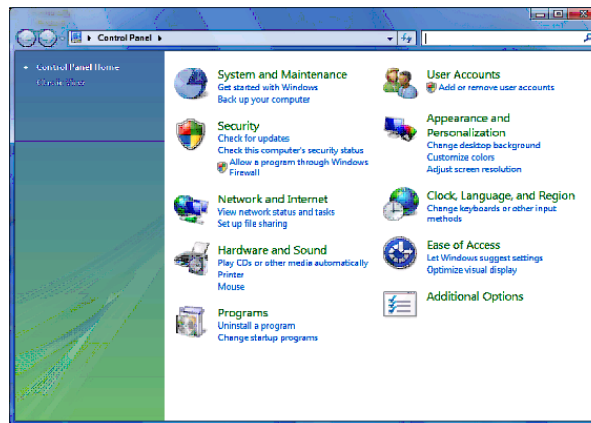 Control Panel
Control Panel Home
Classic View
System and Maintenance
Get started with Windows
Back up your computer
Security
Check for updates
Check this computer's security status
Allow a program through Windows
Firewall
Network and Internet
View network status and tasks
Set up file sharing
Hardware and Sound
Play CDs or other media automatically
Printer
Mouse
Programs
Uninstall a program
Change startup programs
User Accounts
Add or remove user accounts
Appearance and
Personalization
Change desktop background
Customize colors
Adjust screen resolution
Clock, Language, and Region
Change keyboards or other input
methods
Ease of Access
Let Windows suggest settings
Optimize visual display
Additional Options